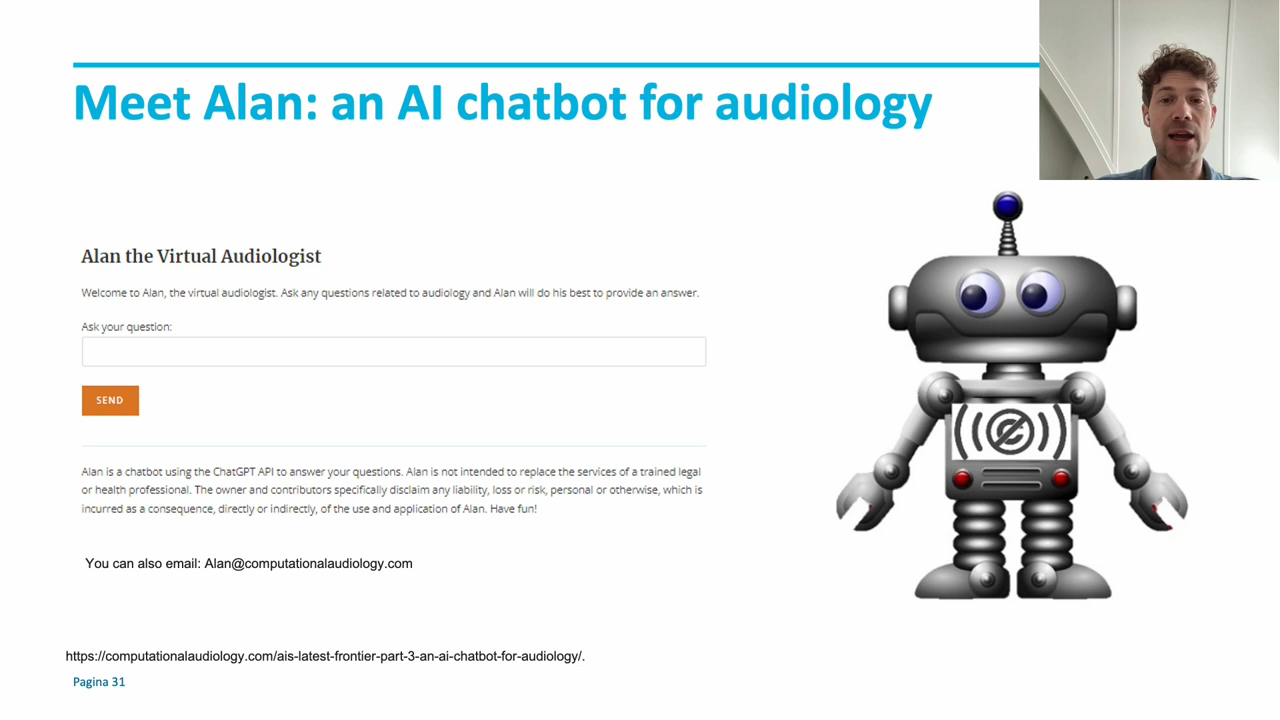 Meet Alan: an AI chatbot for audiology
Alan the Virtual Audiologist
Welcome to Alan, the virtual audiologist. Ask any questions related to audiology and Alan will do his best to provide an answer.
Ask your question:
SEND
Alan is a chatbot using the ChatGPT API to answer your questions. Alan is not intended to replace the services of a trained legal
or health professional. The owner and contributors specifically disclaim any liability, loss or risk, personal or otherwise, which is
incurred as a consequence, directly or indirectly, of the use and application of Alan. Have fun!
You can also email: Alan@computationalaudiology.com
https://computationalaudiology.com/ais-latest-frontier-part-3-an-ai-chatbot-for-audiology/.
Pagina 31